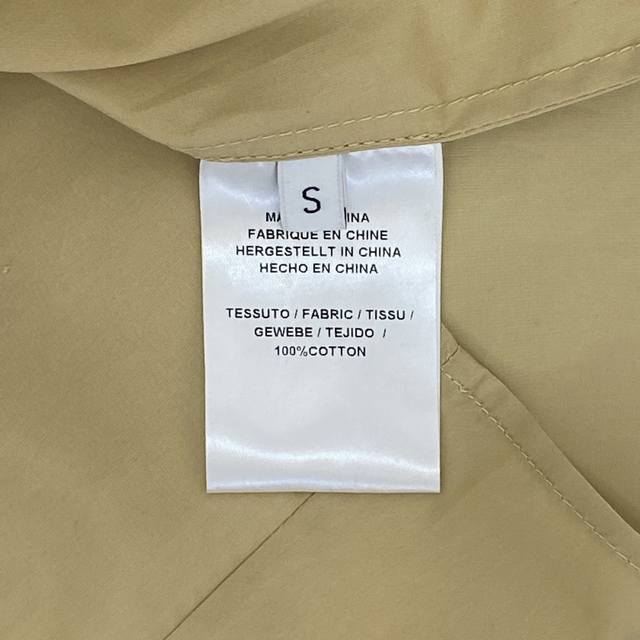 S
FABRIQUE EN CHINE
HERGESTELLT IN CHINA
HECHO EN CHINA
TESSUTO / FABRIC / TISSU /
GEWEBE / TEJIDO /
100%COTTON